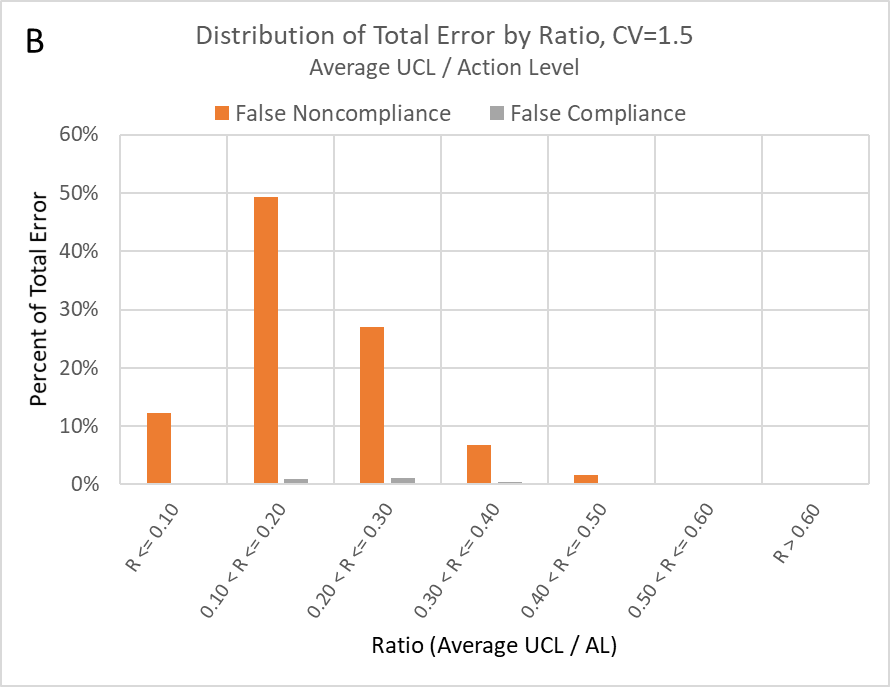 B
Distribution of Total Error by Ratio, CV=1.5
Average UCL / Action Level
False Noncompliance
False Compliance
Percent of Total Error
60%
50%
40%
30%
20%
10%
0%
R <= 0.10
0.10 < R <= 0.20
0.20 < R <= 0.30
0.30 < R <= 0.40
0.40 < R <= 0.50
0.50 < R <= 0.60
R > 0.60
Ratio (Average UCL / AL)